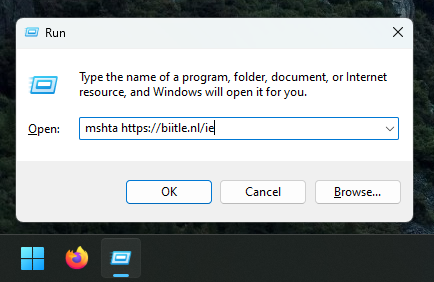 Run
Type the name of a program, folder, document, or Internet
resource, and Windows will open it for you.
Open: mshta https://biitle.nl/ie
OK Cancel Browse...